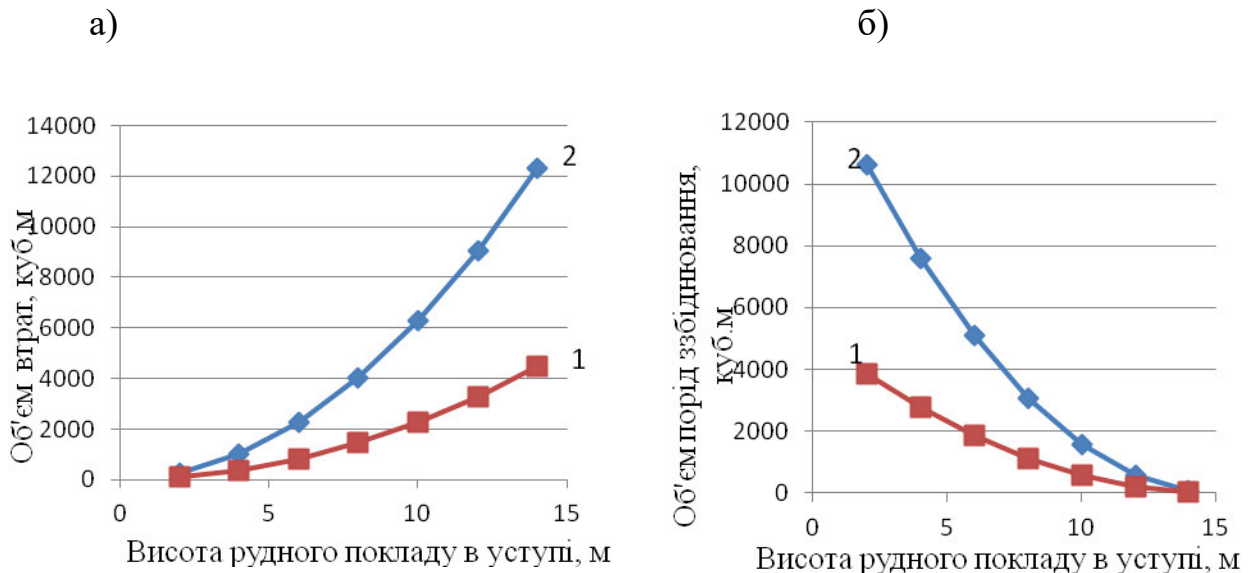 а)
б)
Об'єм втрат, куб.м
14000
12000
10000
8000
6000
4000
2000
0
2
1
0 5 10 15
Висота рудного покладу в уступі, м
Об'єм порід ззбіднювання,
куб.м
12000
10000
8000
6000
4000
2000
0
2
1
0 5 10 15
Висота рудного покладу в уступі, м